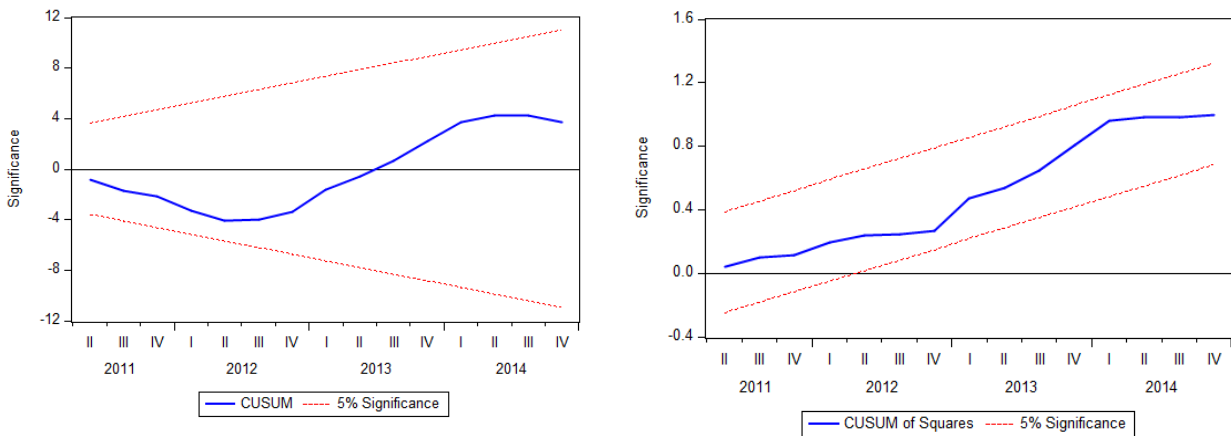 12
8
4
0
-4
-8
-12
Significance
II III IV I II III IV I II III IV I II III IV
2011 2012 2013 2014
CUSUM 5% Significance
1.6
1.2
0.8
0.4
0.0
-0.4
Significance
II III IV I II III IV I II III IV I II III IV
2011 2012 2013 2014
CUSUM of Squares 5% Significance